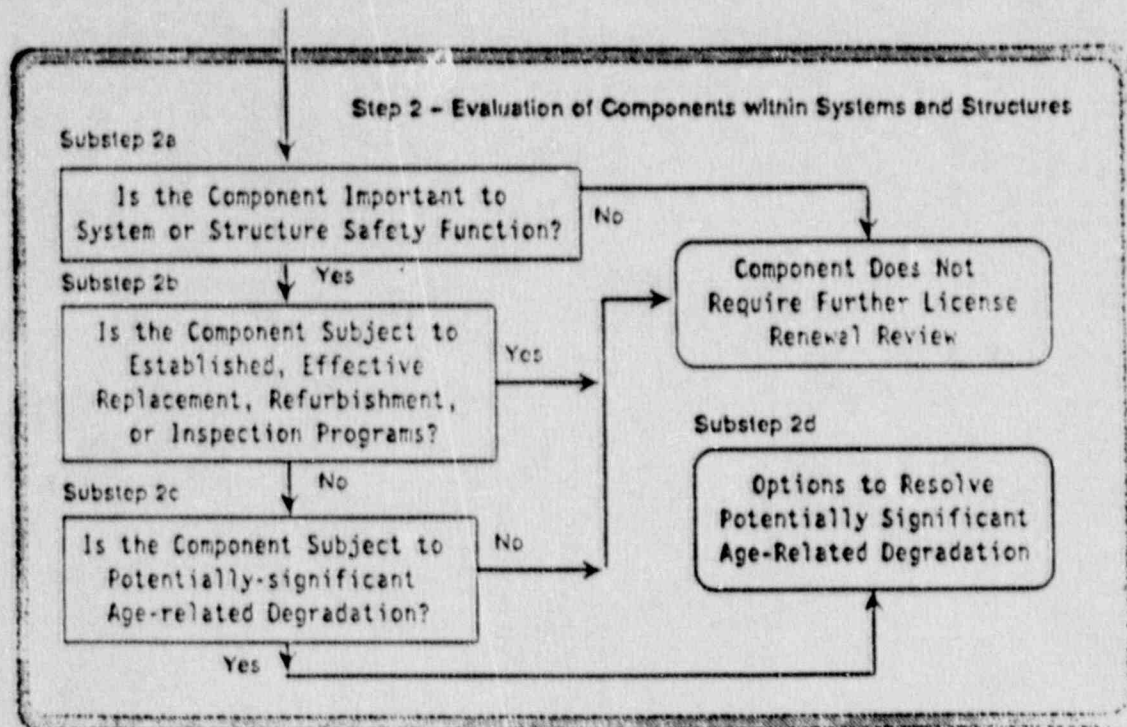 Step 2 – Evaluation of Components within Systems and Structures
Substep 2a
Is the Component Important to
System or Structure Safety Function?
No
Yes
Component Does Not
Require Further License
Renewal Review
Substep 2b
Is the Component Subject to
Established, Effective
Replacement, Refurbishment,
or Inspection Programs?
Yes
No
Substep 2c
Is the Component Subject to
Potentially-significant
Age-related Degradation?
No
Yes
Substep 2d
Options to Resolve
Potentially Significant
Age-Related Degradation